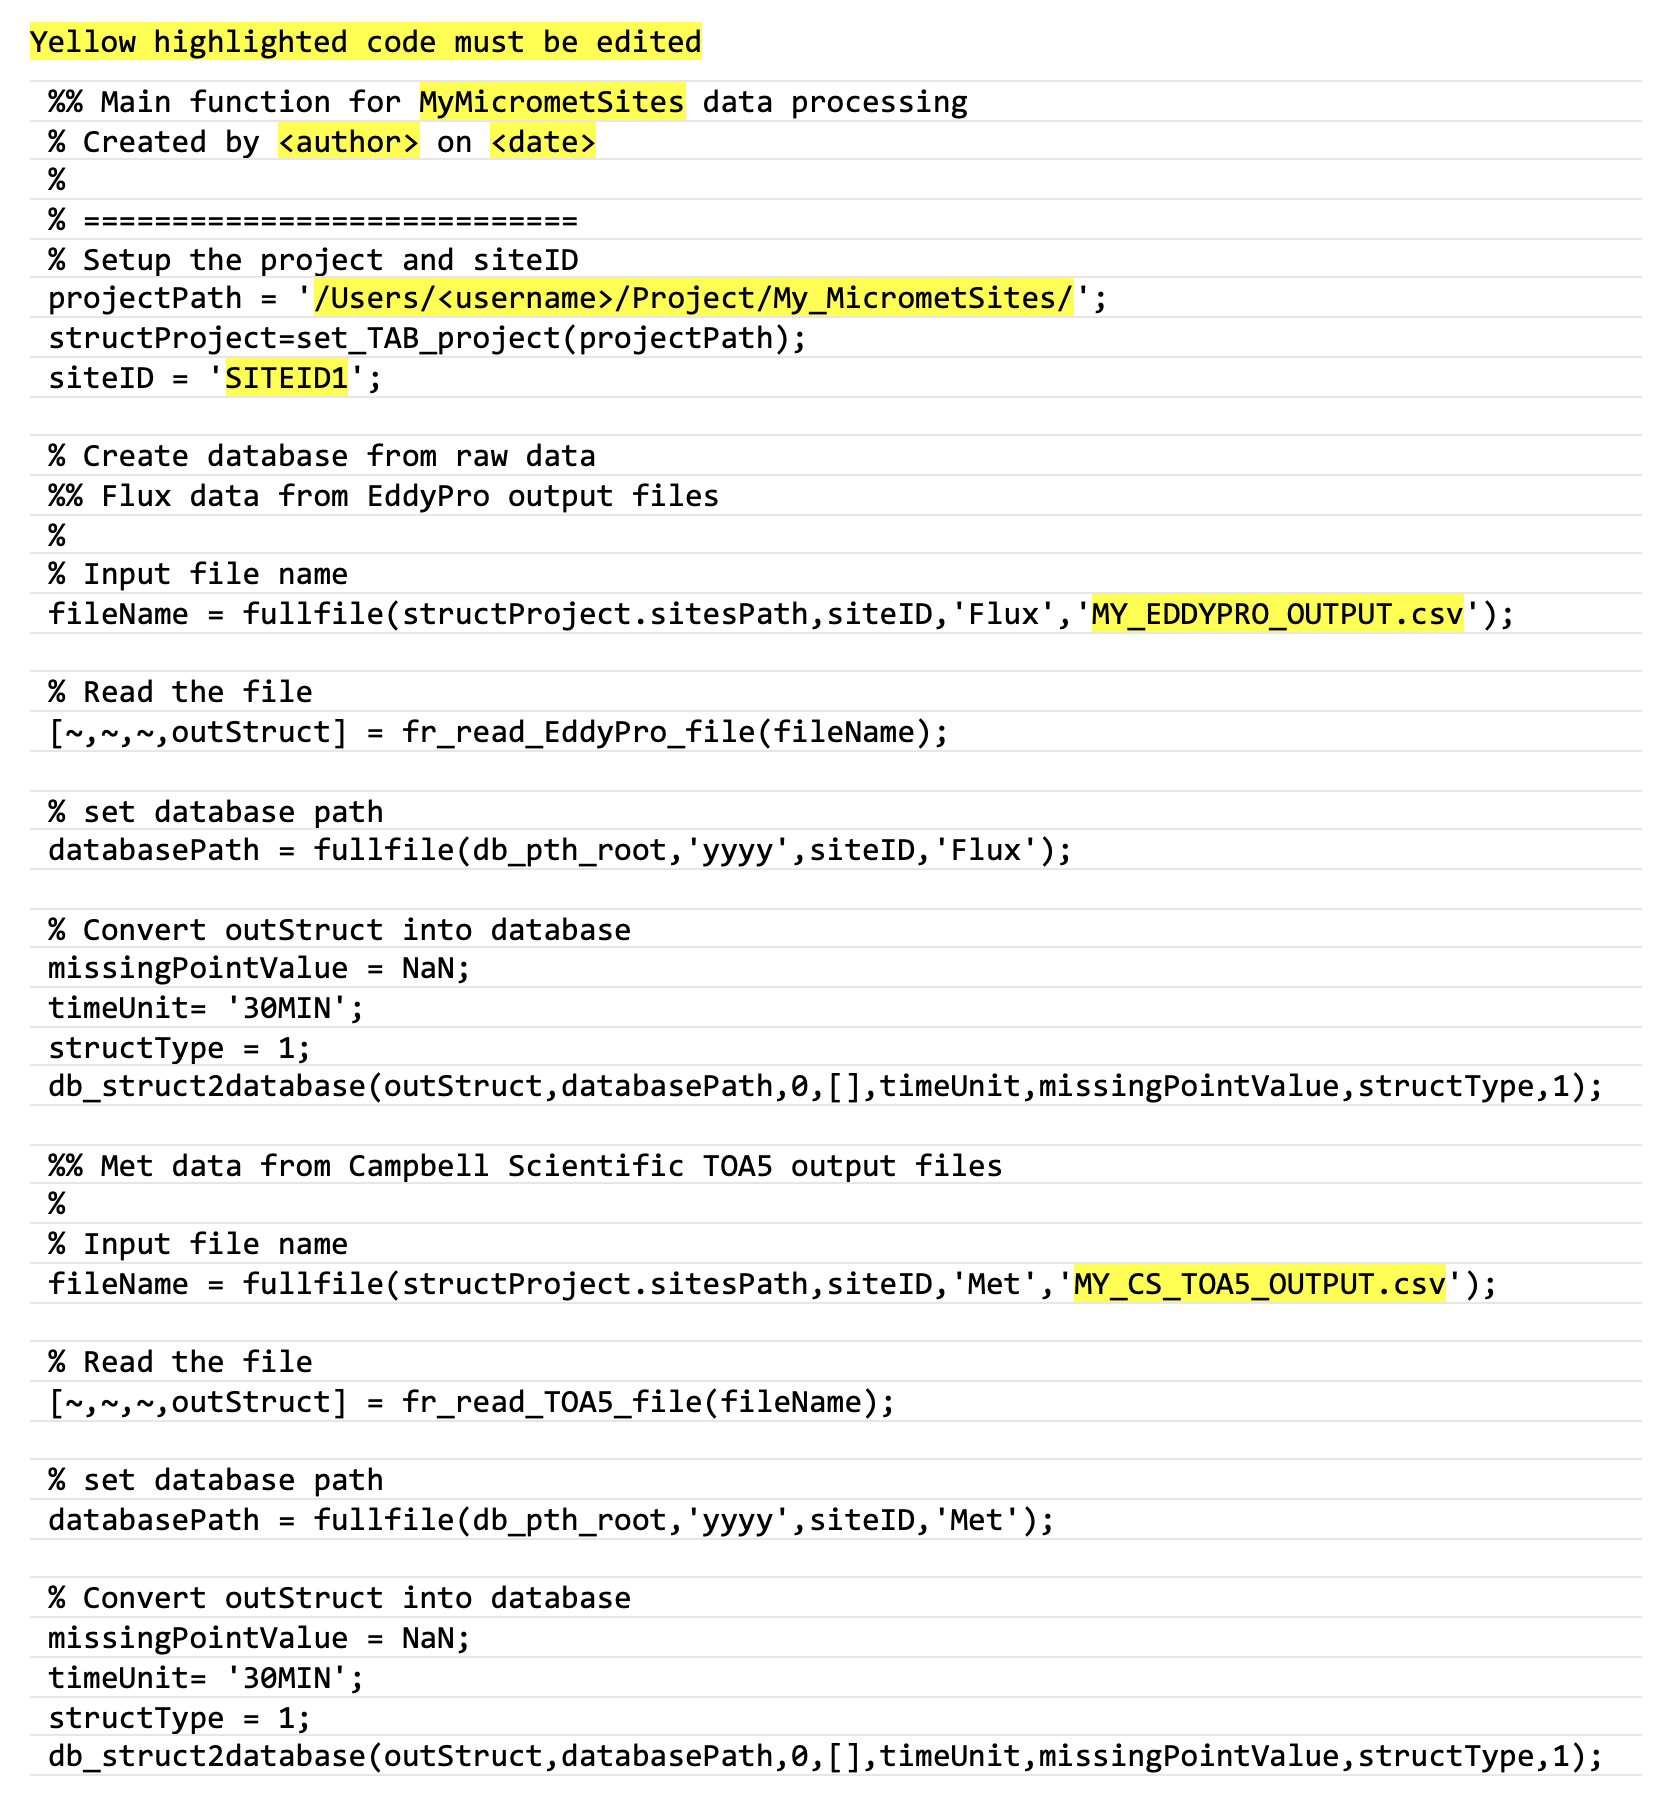 Yellow highlighted code must be edited
%% Main function for MyMicrometSites data processing
% Created by <author> on <date>
%
% ============================
% Setup the project and siteID
projectPath = '/Users/<username>/Project/My_MicrometSites/';
structProject=set_TAB_project(projectPath);
siteID = 'SITEID1';
% Create database from raw data
%% Flux data from EddyPro output files
%
% Input file name
fileName = fullfile(structProject.sitesPath,siteID,'Flux','MY_EDDYPRO_OUTPUT.csv');
% Read the file
[~,~,~,outStruct] = fr_read_EddyPro_file(fileName);
% set database path
databasePath = fullfile(db_pth_root,'yyyy',siteID,'Flux');
% Convert outStruct into database
missingPointValue = NaN;
timeUnit= '30MIN';
structType = 1;
db_struct2database(outStruct,databasePath,0,[],timeUnit,missingPointValue,structType,1);
%% Met data from Campbell Scientific TOA5 output files
%
% Input file name
fileName = fullfile(structProject.sitesPath,siteID,'Met','MY_CS_TOA5_OUTPUT.csv');
% Read the file
[~,~,~,outStruct] = fr_read_TOA5_file(fileName);
% set database path
databasePath = fullfile(db_pth_root,'yyyy',siteID,'Met');
% Convert outStruct into database
missingPointValue = NaN;
timeUnit= '30MIN';
structType = 1;
db_struct2database(outStruct,databasePath,0,[],timeUnit,missingPointValue,structType,1);